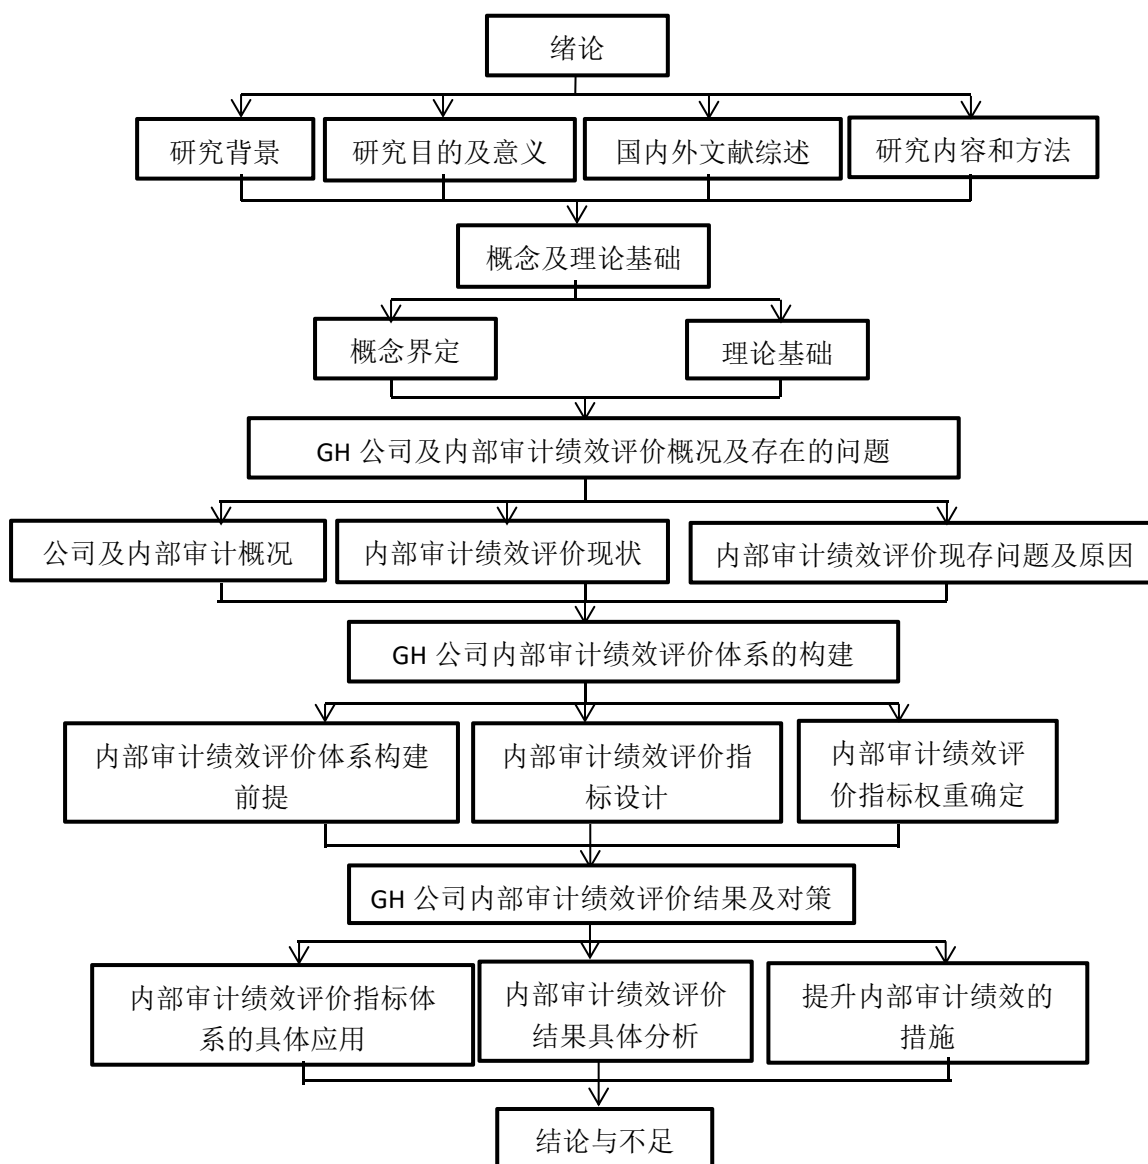 绪论
研究背景
研究目的及意义
国内外文献综述
研究内容和方法
概念及理论基础
概念界定
理论基础
GH 公司及内部审计绩效评价概况及存在的问题
公司及内部审计概况
内部审计绩效评价现状
内部审计绩效评价现存问题及原因
GH 公司内部审计绩效评价体系的构建
内部审计绩效评价体系构建
前提
内部审计绩效评价指
标设计
内部审计绩效评
价指标权重确定
GH 公司内部审计绩效评价结果及对策
内部审计绩效评价指标体
系的具体应用
内部审计绩效评价
结果具体分析
提升内部审计绩效的
措施
结论与不足